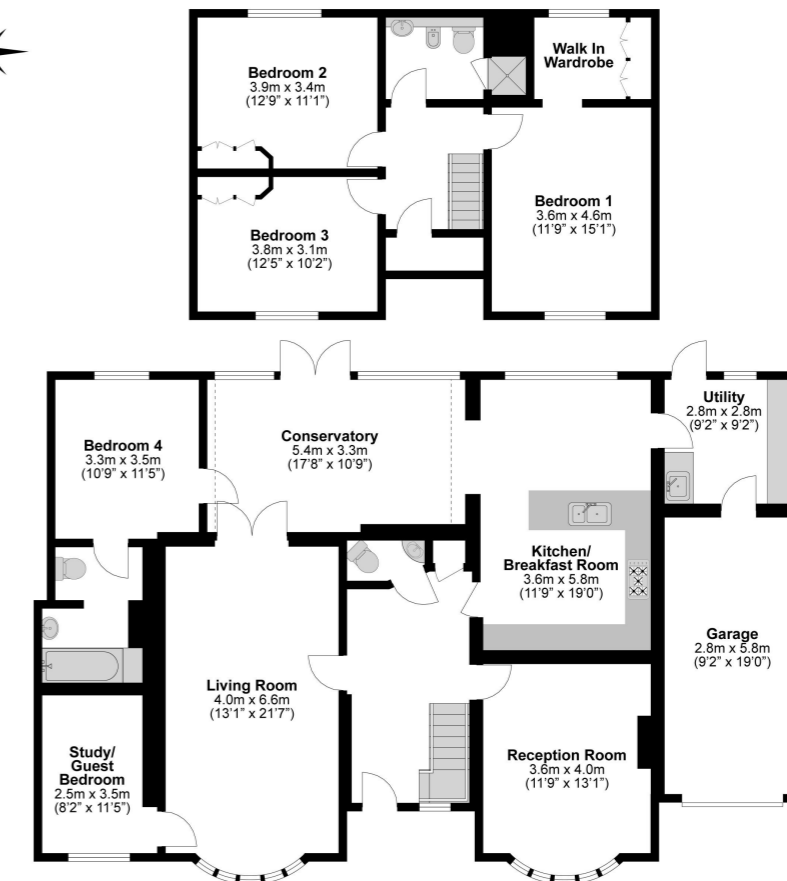 Bedroom 2
3.9m x 3.4m
(12'9" x 11'1")
Walk In
Wardrobe
Bedroom 1
3.6m x 4.6m
(11'9" x 15'1")
Bedroom 3
3.8m x 3.1m
(12'5" x 10'2")
Bedroom 4
3.3m x 3.5m
(10'9" x 11'5")
Conservatory
5.4m x 3.3m
(17'8" x 10'9")
Utility
2.8m x 2.8m
(9'2" x 9'2")
Kitchen/
Breakfast Room
3.6m x 5.8m
(11'9" x 19'0")
Garage
2.8m x 5.8m
(9'2" x 19'0")
Living Room
4.0m x 6.6m
(13'1" x 21'7")
Study/
Guest
Bedroom
2.5m x 3.5m
(8'2" x 11'5")
Reception Room
3.6m x 4.0m
(11'9" x 13'1")